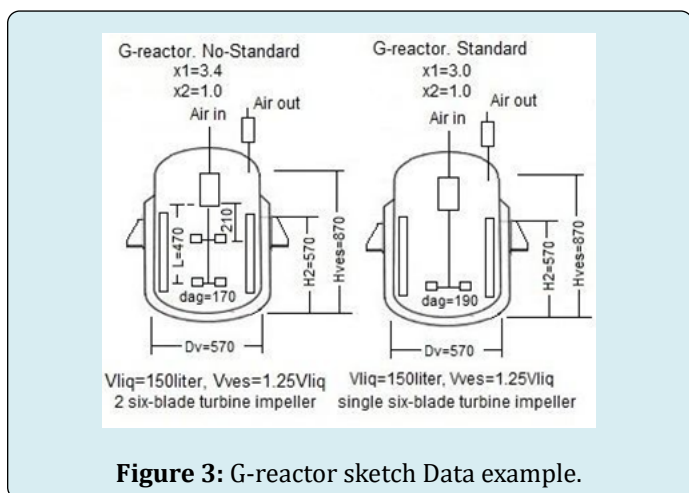 G-reactor. No-Standard
x1=3.4
x2=1.0
Air in
Air out
L=470
210
dag=170
H2=570
Hves=870
Dv=570
Vliq=150liter, Vves=1.25Vliq
2 six-blade turbine impeller
G-reactor. Standard
x1=3.0
x2=1.0
Air in
Air out
dag=190
H2=570
Hves=870
Dv=570
Vliq=150liter, Vves=1.25Vliq
single six-blade turbine impeller
Figure 3: G-reactor sketch Data example.